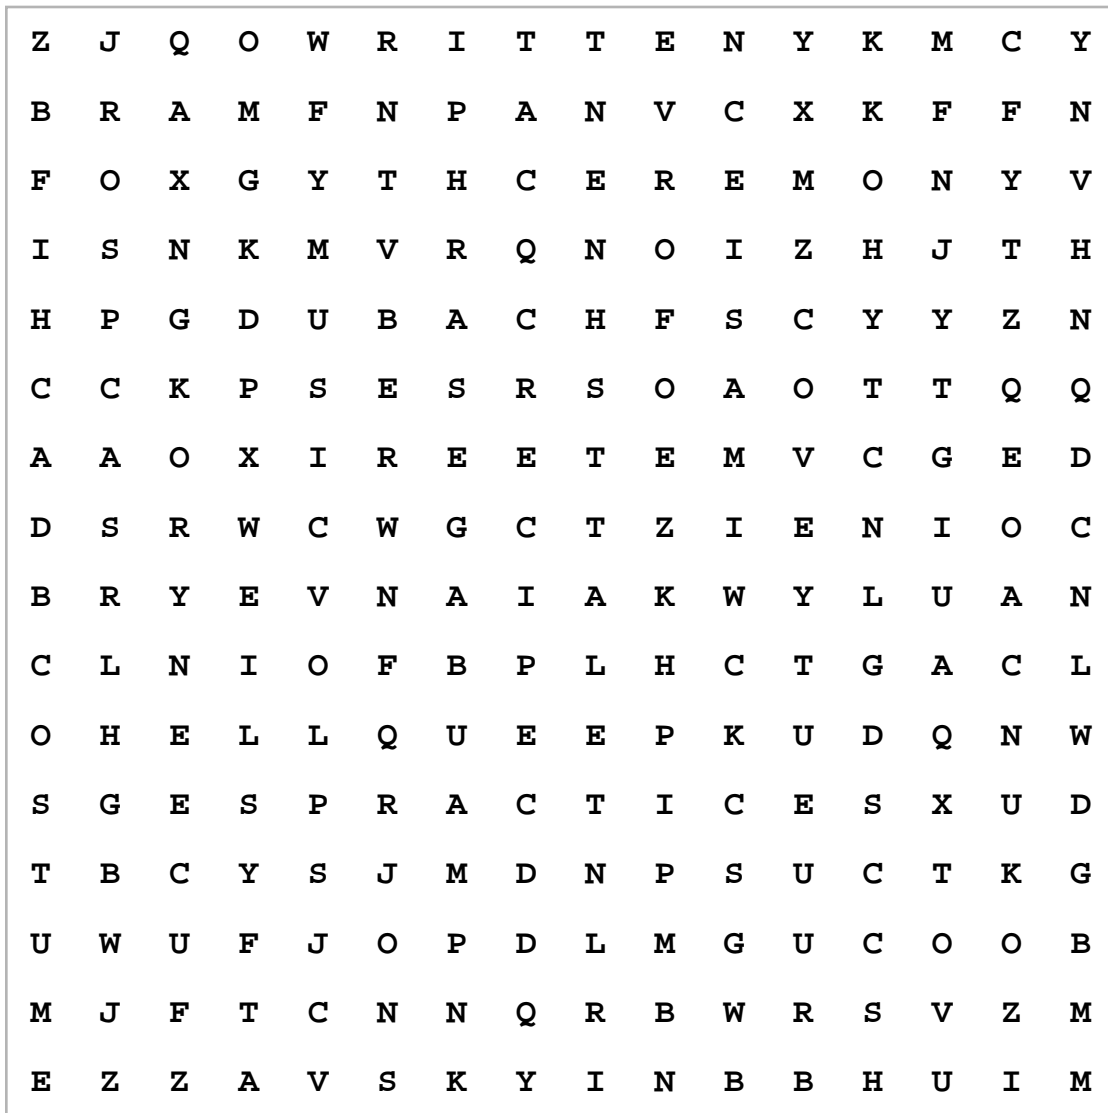 Z J Q O W R I T T E N Y K M C Y
B R A M F N P A N V C X K F F N
F O X G Y T H C E R E M O N Y V
I S N K M V R Q N O I Z H J T H
H P G D U B A C H F S C Y Y Z N
C C K P S E S R S O A O T T Q Q
A A O X I R E E T E M V C G E D
D S R W C W G C T Z I E N I O C
B R Y E V N A I A K W Y L U A N
C L N I O F B P L H C T G A C L
O H E L L Q U E E P K U D Q N W
S G E S P R A C T I C E S X U D
T B C Y S J M D N P S U C T K G
U W U F J O P D L M G U C O O B
M J F T C N N Q R B W R S V Z M
E Z Z A V S K Y I N B B H U I M